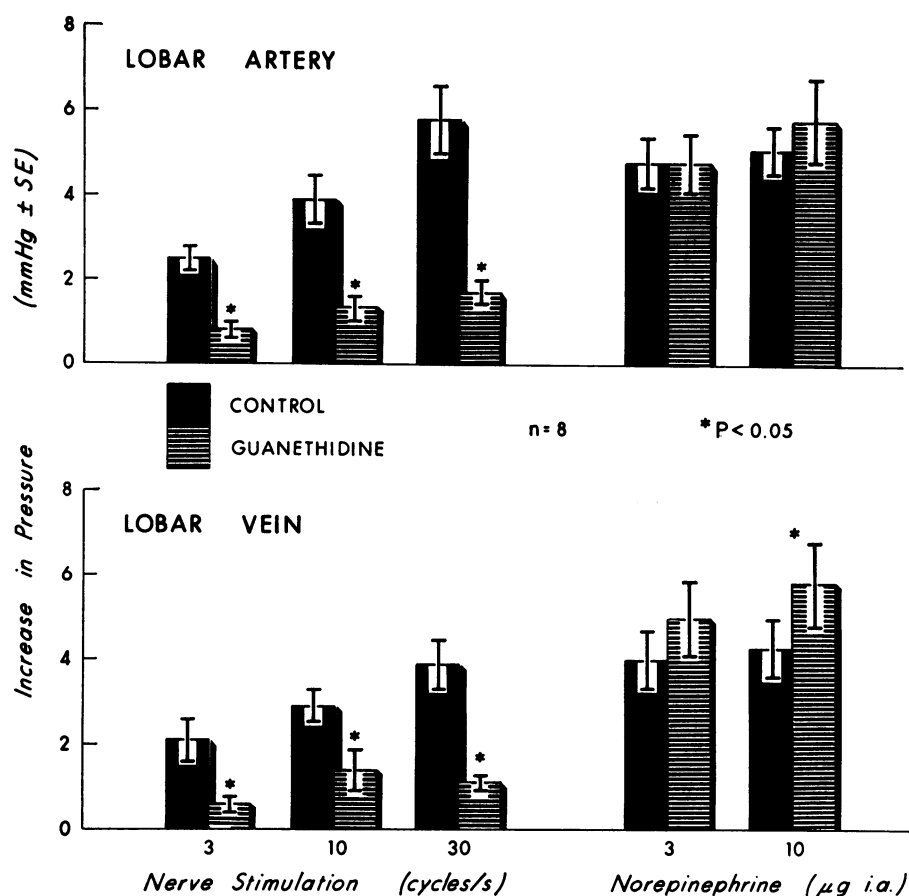 8
LOBAR ARTERY
6
4
2
0
(mmHg ± SE)
*
*
*
CONTROL
GUANETHIDINE
n=8
*P<0.05
Increase in Pressure
8
LOBAR VEIN
6
4
2
0
*
*
*
*
3 10 30 3 10
Nerve Stimulation (cycles/s) Norepinephrine (μg i.a.)